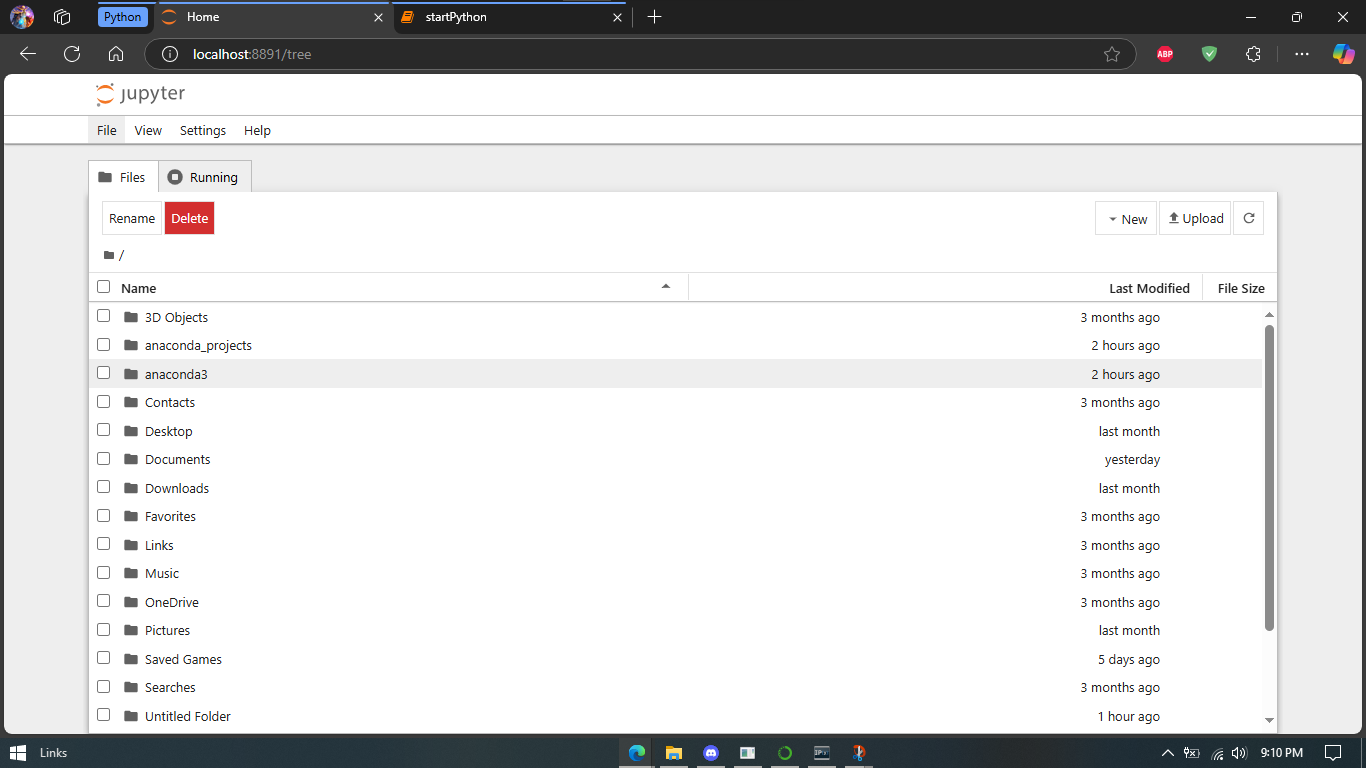 Python Home startPython
localhost:8891/tree
ABP
jupyter
File View Settings Help
Files Running
Rename Delete New Upload
/
Name Last Modified File Size
3D Objects 3 months ago
anaconda_projects 2 hours ago
anaconda3 2 hours ago
Contacts 3 months ago
Desktop last month
Documents yesterday
Downloads last month
Favorites 3 months ago
Links 3 months ago
Music 3 months ago
OneDrive 3 months ago
Pictures last month
Saved Games 5 days ago
Searches 3 months ago
Untitled Folder 1 hour ago
Links 9:10 PM